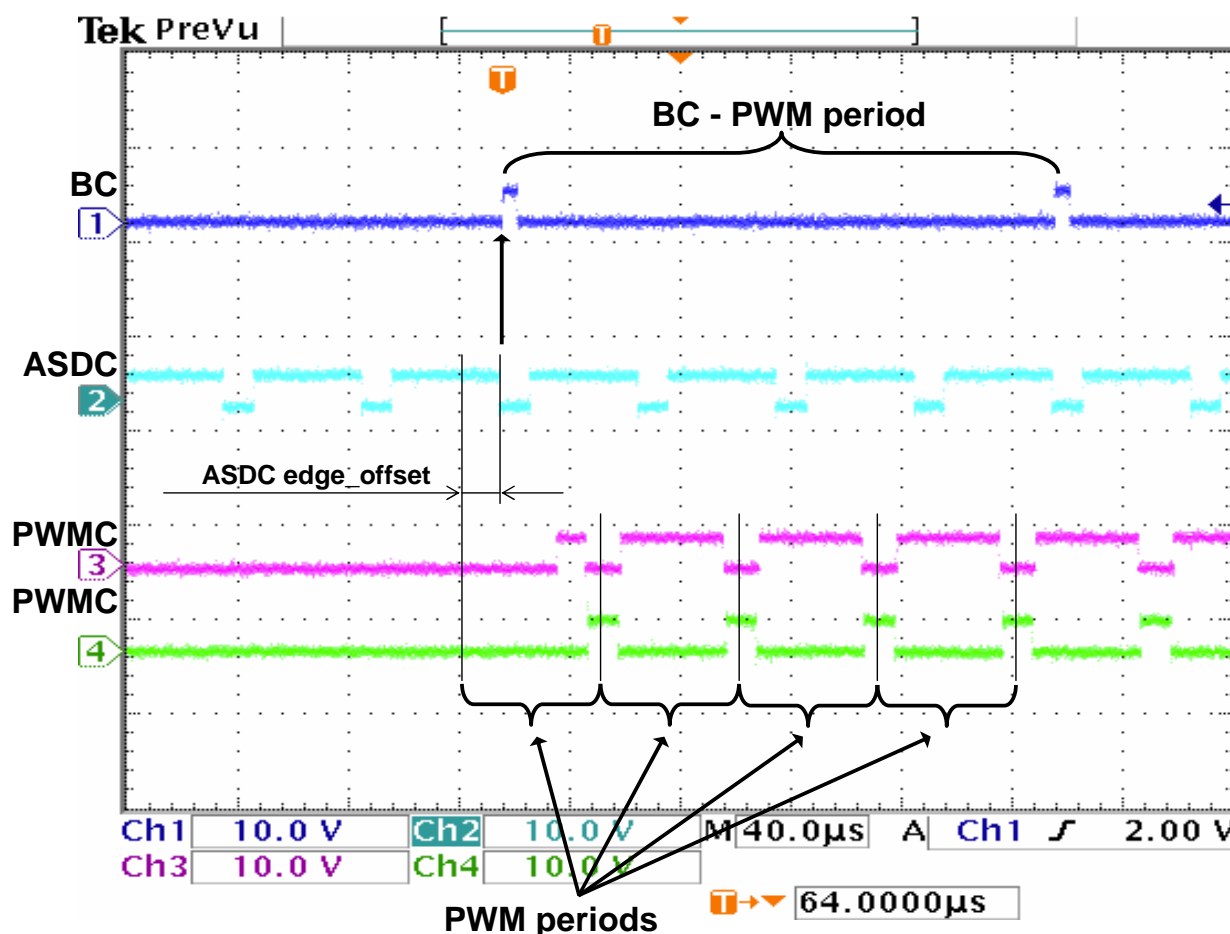 Tek PreVu
T
T
BC - PWM period
BC
1
ASDC
2
ASDC edge_offset
PWMC
3
PWMC
4
Ch1 10.0 V Ch2 10.0 V M 40.0µs A Ch1 2.00 V
Ch3 10.0 V Ch4 10.0 V
T 64.0000µs
PWM periods